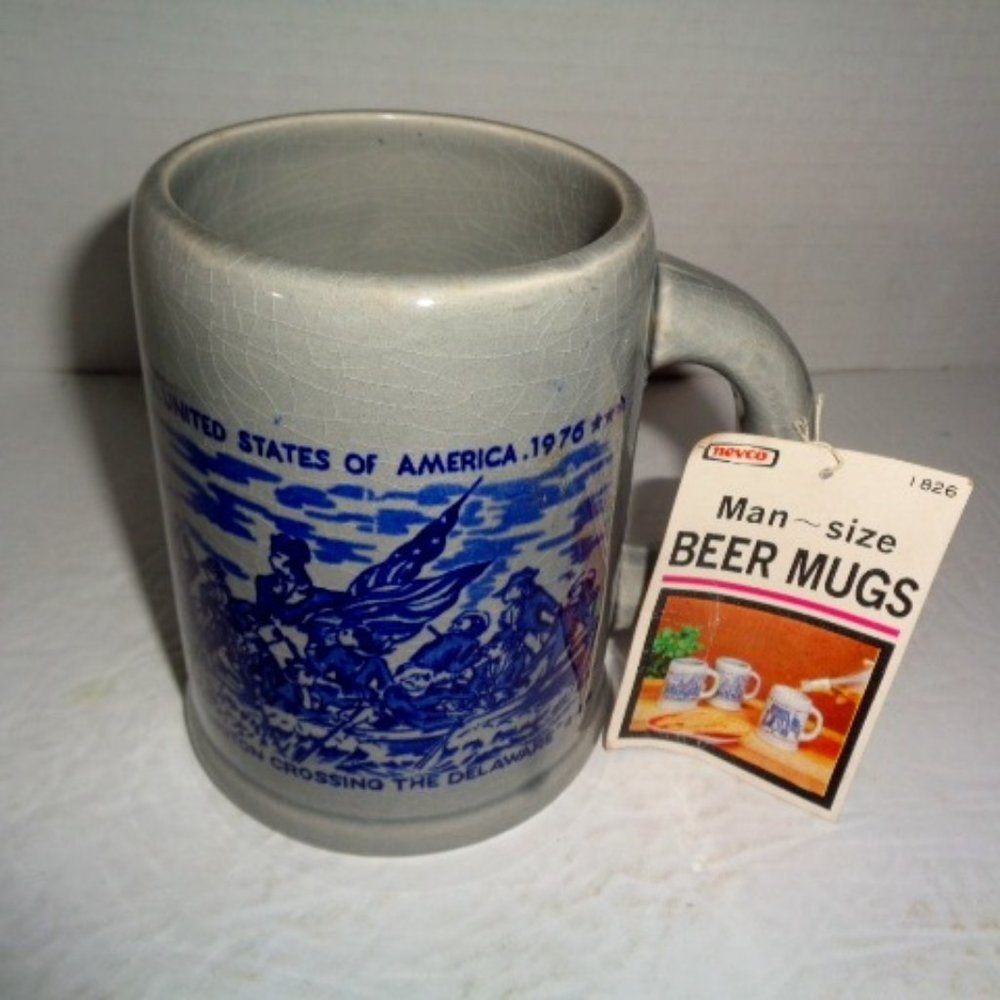 UNITED STATES OF AMERICA. 1976 ★★★
CROSSING THE DELAWARE
nevco
1826
Man~size
BEER MUGS